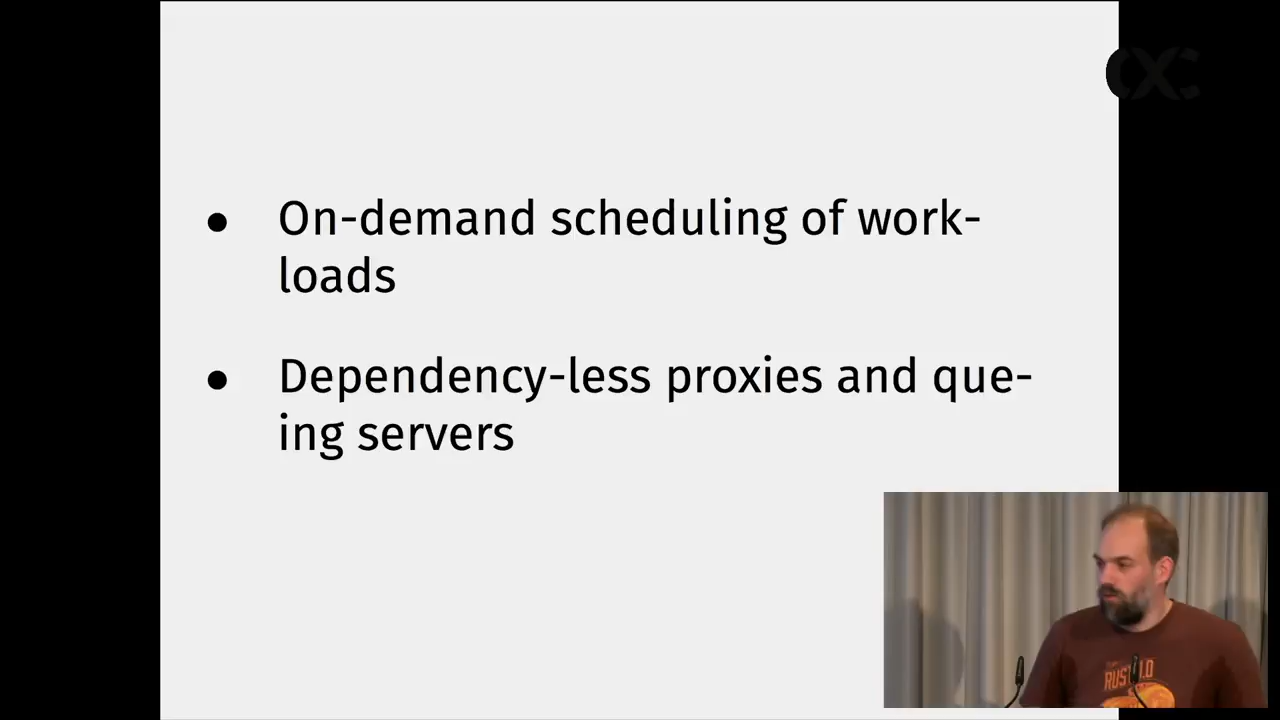 On-demand scheduling of work-
loads
Dependency-less proxies and que-
ing servers